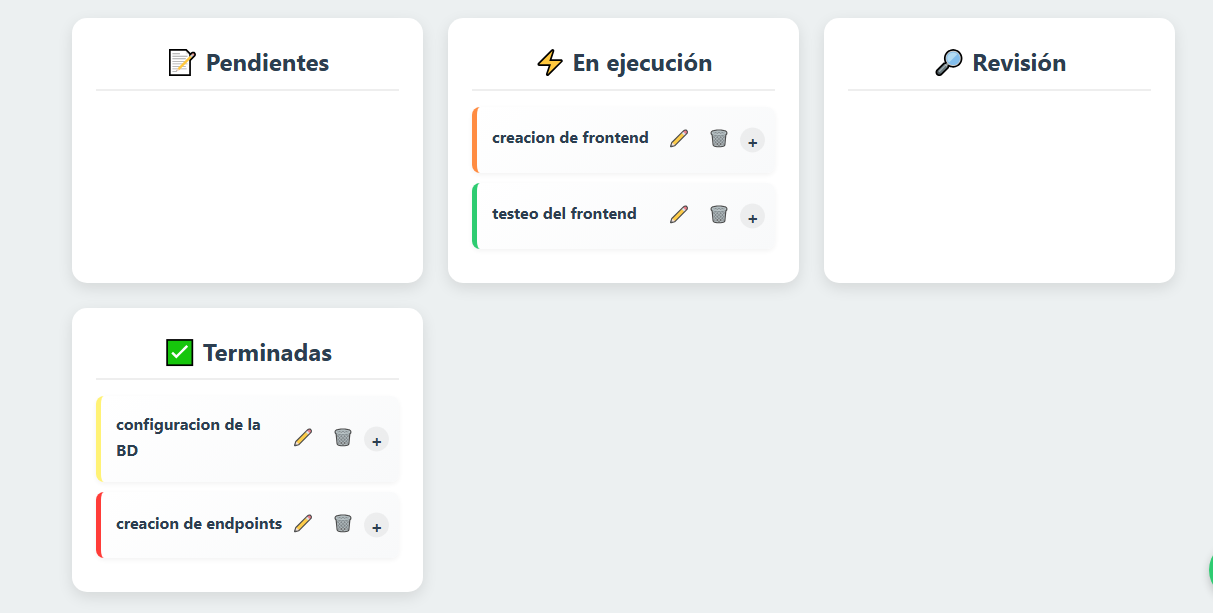 Pendientes
En ejecución
Revisión
creacion de frontend
+
testeo del frontend
+
Terminadas
configuracion de la
BD
+
creacion de endpoints
+